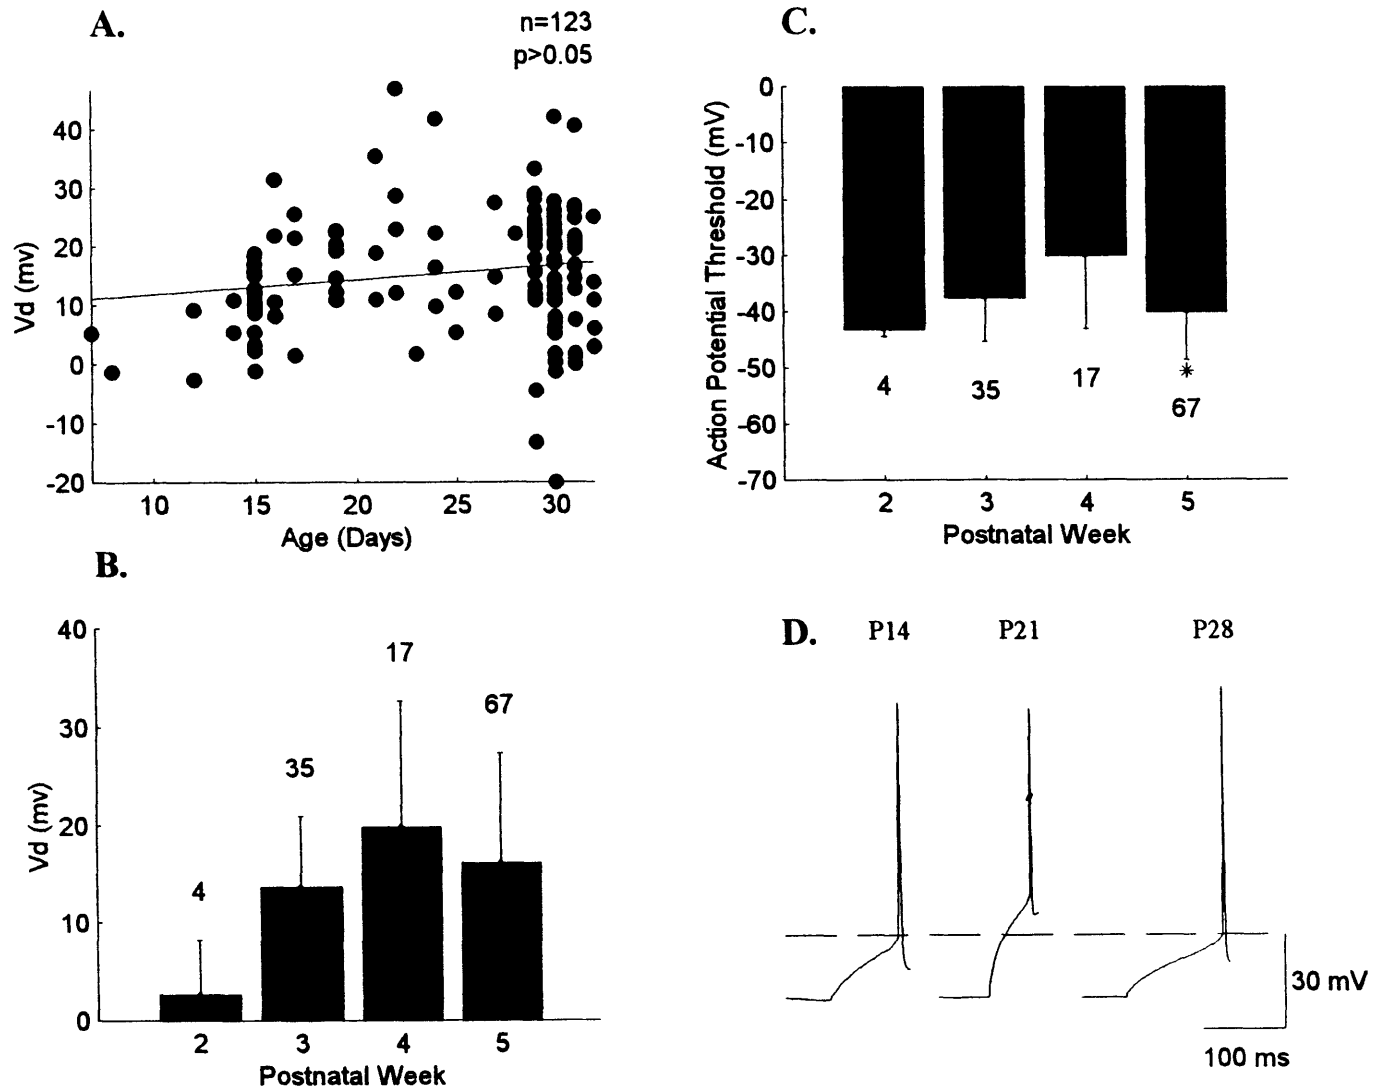 A.
n=123
p>0.05
Vd (mv)
40
30
20
10
0
-10
-20
10
15
20
25
30
Age (Days)
B.
Vd (mv)
40
30
20
10
0
4
35
17
67
2
3
4
5
Postnatal Week
C.
Action Potential Threshold (mV)
0
-10
-20
-30
-40
-50
-60
-70
4
35
17
*
67
2
3
4
5
Postnatal Week
D.
P14
P21
P28
30 mV
100 ms